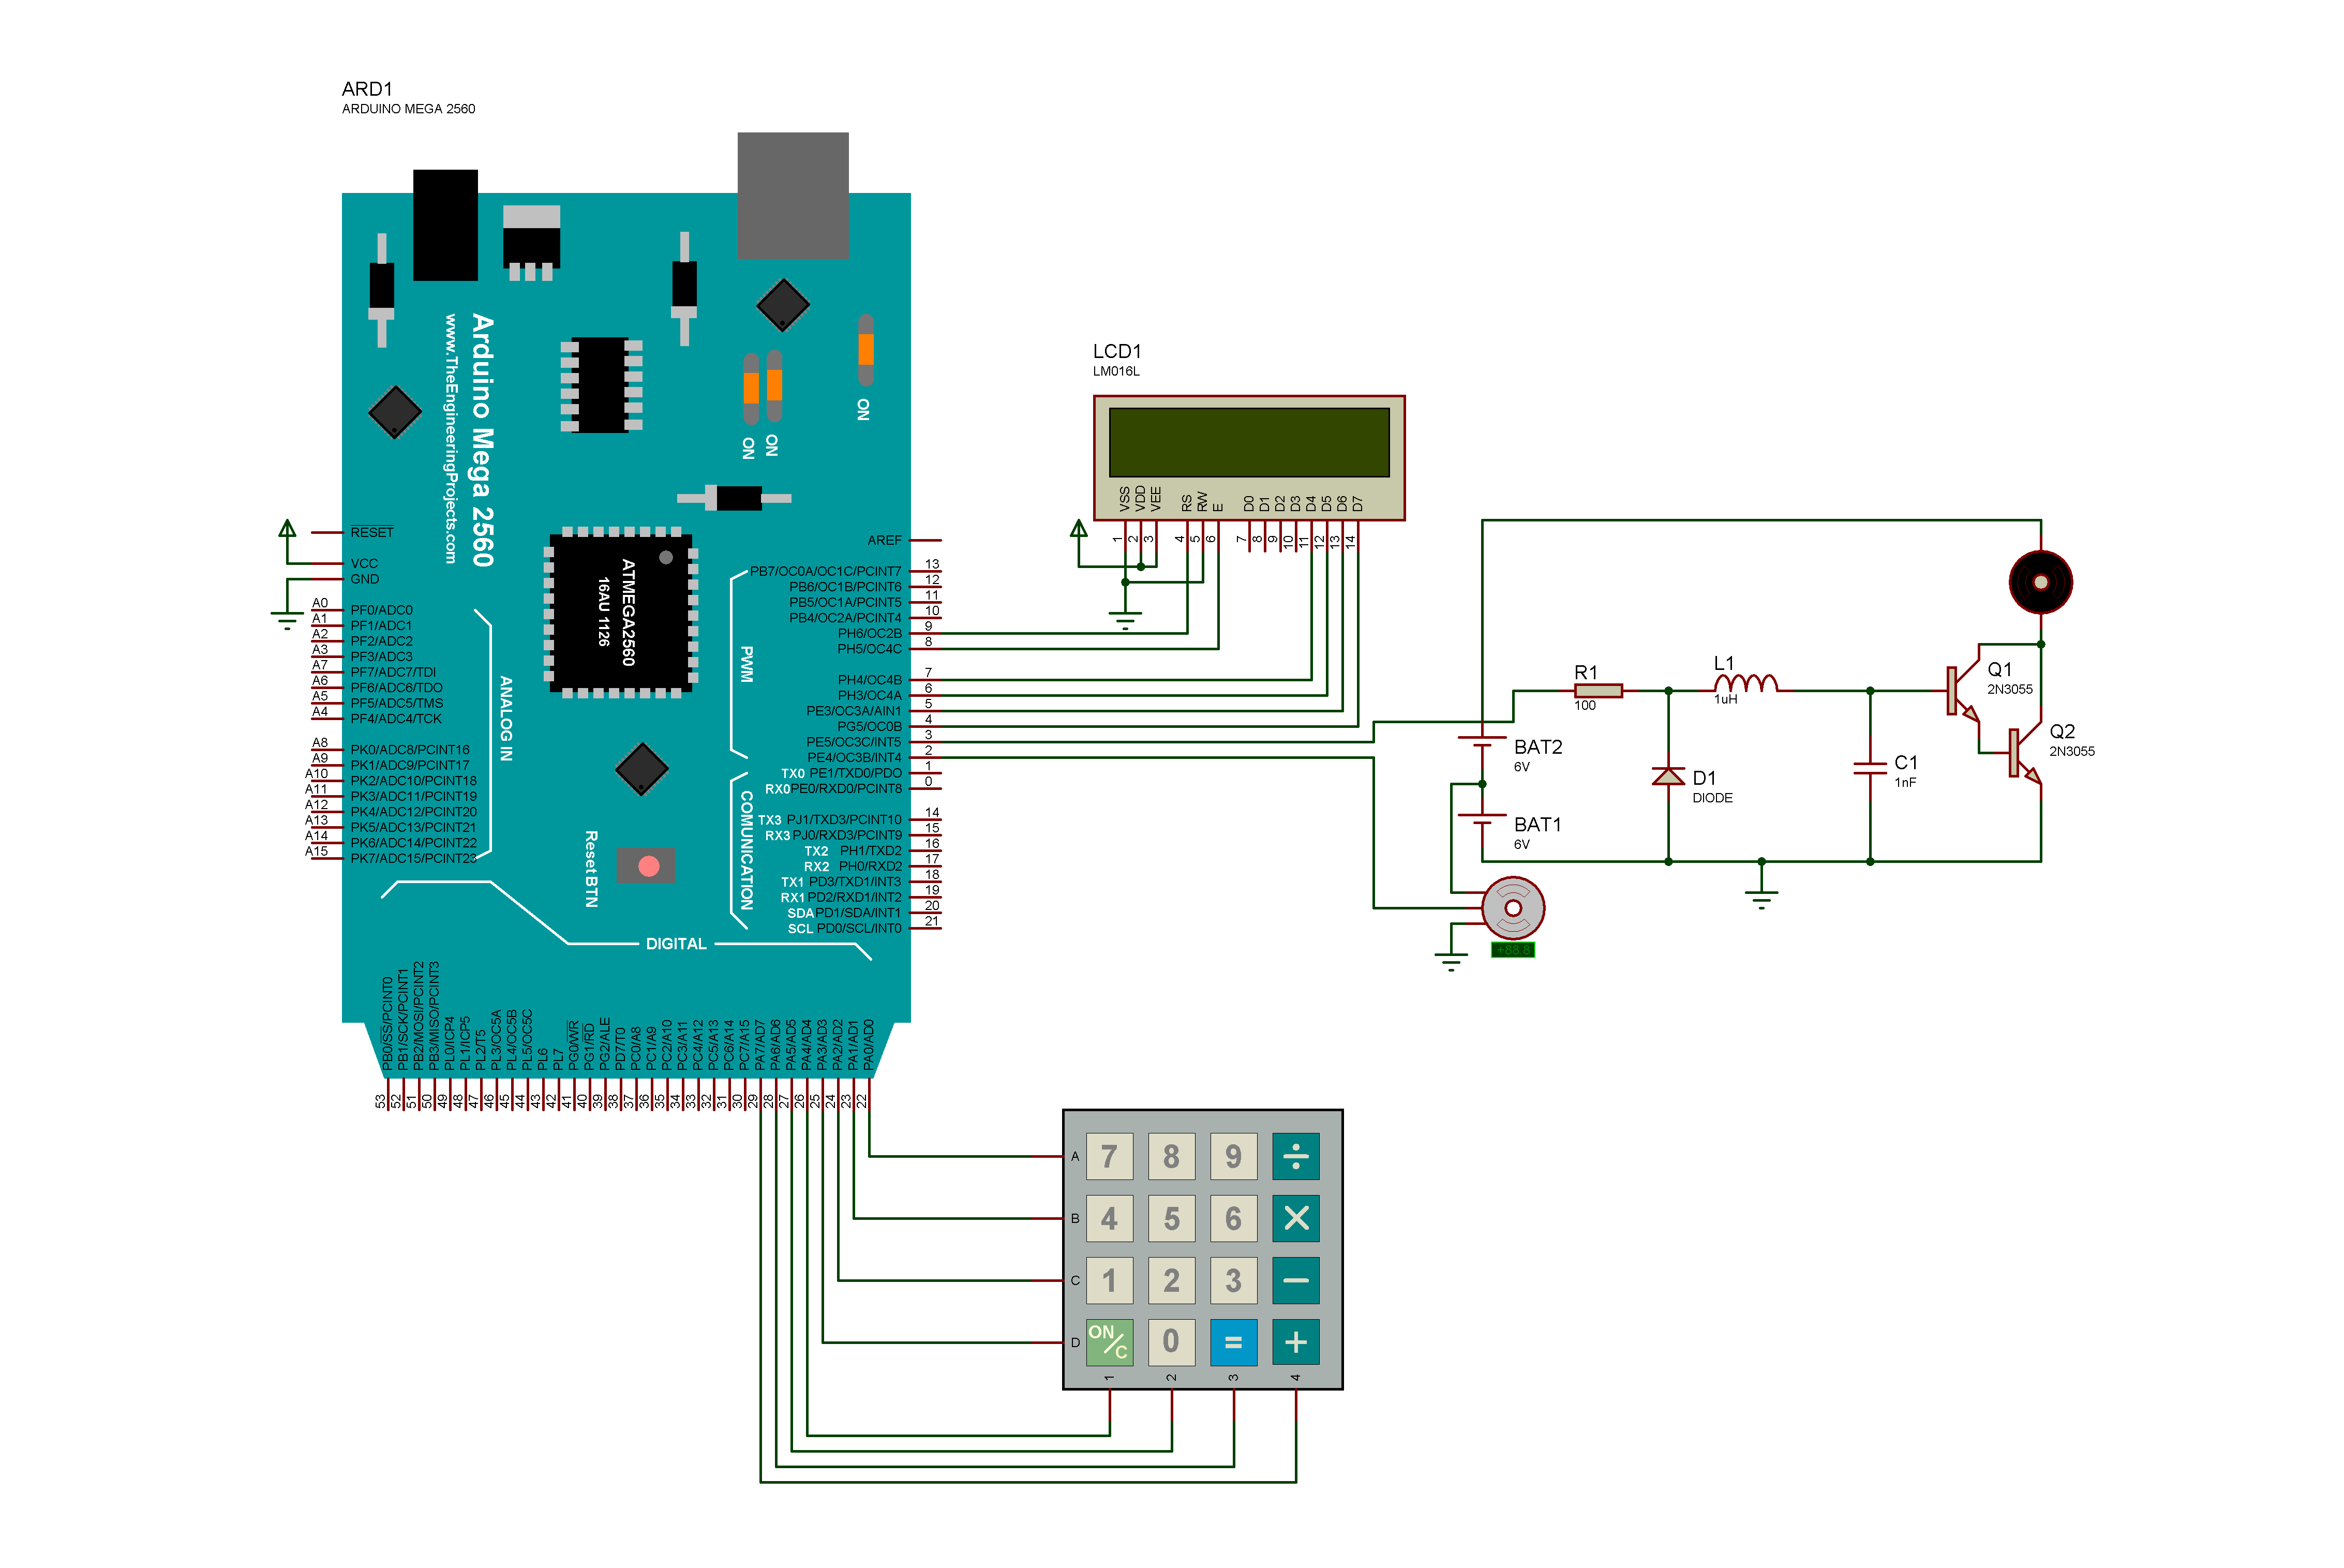 ARD1
ARDUINO MEGA 2560
Arduino Mega 2560
www.TheEngineeringProjects.com
ON
ON
ON
ATMEGA2560
16AU 1126
RESET
VCC
GND
A0 PF0/ADC0
A1 PF1/ADC1
A2 PF2/ADC2
A3 PF3/ADC3
A7 PF7/ADC7/TDI
A6 PF6/ADC6/TDO
A5 PF5/ADC5/TMS
A4 PF4/ADC4/TCK
A8 PK0/ADC8/PCINT16
A9 PK1/ADC9/PCINT17
A10 PK2/ADC10/PCINT18
A11 PK3/ADC11/PCINT19
A12 PK4/ADC12/PCINT20
A13 PK5/ADC13/PCINT21
A14 PK6/ADC14/PCINT22
A15 PK7/ADC15/PCINT23
ANALOG IN
AREF
PB7/OC0A/OC1C/PCINT7 13
PB6/OC1B/PCINT6 12
PB5/OC1A/PCINT5 11
PB4/OC2A/PCINT4 10
PH6/OC2B 9
PH5/OC4C 8
PH4/OC4B 7
PH3/OC4A 6
PE3/OC3A/AIN1 5
PG5/OC0B 4
PE5/OC3C/INT5 3
PE4/OC3B/INT4 2
TX0 PE1/TXD0/PDO 1
RX0 PE0/RXD0/PCINT8 0
TX3 PJ1/TXD3/PCINT10 14
RX3 PJ0/RXD3/PCINT9 15
TX2 PH1/TXD2 16
RX2 PH0/RXD2 17
TX1 PD3/TXD1/INT3 18
RX1 PD2/RXD1/INT2 19
SDA PD1/SDA/INT1 20
SCL PD0/SCL/INT0 21
PWM
COMUNICATION
Reset BTN
DIGITAL
PB0/SS/PCINT0 53
PB1/SCK/PCINT1 52
PB2/MOSI/PCINT2 51
PB3/MISO/PCINT3 50
PL0/ICP4 49
PL1/ICP5 48
PL2/T5 47
PL3/OC5A 46
PL4/OC5B 45
PL5/OC5C 44
PL6 43
PL7 42
PG0/WR 41
PG1/RD 40
PG2/ALE 39
PD7/T0 38
PC0/A8 37
PC1/A9 36
PC2/A10 35
PC3/A11 34
PC4/A12 33
PC5/A13 32
PC6/A14 31
PC7/A15 30
PA7/AD7 29
PA6/AD6 28
PA5/AD5 27
PA4/AD4 26
PA3/AD3 25
PA2/AD2 24
PA1/AD1 23
PA0/AD0 22
LCD1
LM016L
VSS 1
VDD 2
VEE 3
RS 4
RW 5
E 6
D0 7
D1 8
D2 9
D3 10
D4 11
D5 12
D6 13
D7 14
R1
100
L1
1uH
Q1
2N3055
Q2
2N3055
BAT2
6V
BAT1
6V
D1
DIODE
C1
1nF
+88.8
A 7 8 9 ÷
B 4 5 6 ×
C 1 2 3 −
D ON/C 0 = +
1 2 3 4